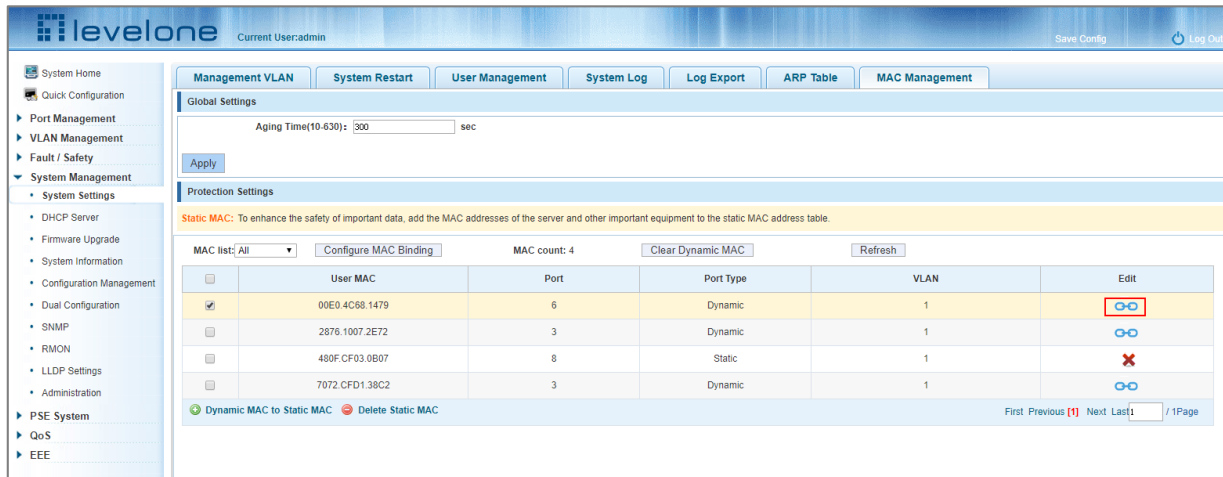 levelone Current User:admin Save Config Log Out
System Home
Quick Configuration
Port Management
VLAN Management
Fault / Safety
System Management
System Settings
DHCP Server
Firmware Upgrade
System Information
Configuration Management
Dual Configuration
SNMP
RMON
LLDP Settings
Administration
PSE System
QoS
EEE
Management VLAN System Restart User Management System Log Log Export ARP Table MAC Management
Global Settings
Aging Time(10-630): 300 sec
Apply
Protection Settings
Static MAC: To enhance the safety of important data, add the MAC addresses of the server and other important equipment to the static MAC address table.
MAC list: All Configure MAC Binding MAC count: 4 Clear Dynamic MAC Refresh
User MAC Port Port Type VLAN Edit
00E0.4C68.1479 6 Dynamic 1
2876.1007.2E72 3 Dynamic 1
480F.CF03.0B07 8 Static 1
7072.CFD1.38C2 3 Dynamic 1
Dynamic MAC to Static MAC Delete Static MAC First Previous [1] Next Last 1 / 1Page